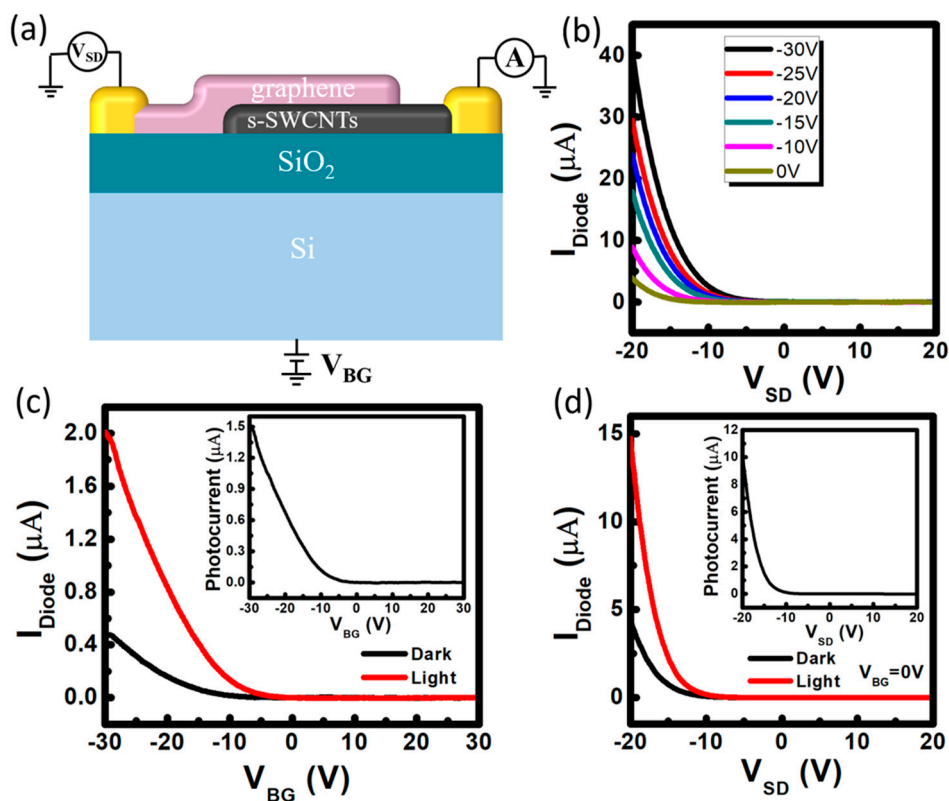 (a)
V_SD
A
graphene
s-SWCNTs
SiO₂
Si
V_BG
(b)
-30V
-25V
-20V
-15V
-10V
0V
40
30
20
10
0
I_Diode (μA)
-20 -10 0 10 20
V_SD (V)
(c)
2.0
1.6
1.2
0.8
0.4
0.0
I_Diode (μA)
-30 -20 -10 0 10 20 30
V_BG (V)
1.5
1.2
0.9
0.6
0.3
0.0
Photocurrent (μA)
-30 -20 -10 0 10 20 30
V_BG (V)
Dark
Light
(d)
15
10
5
0
I_Diode (μA)
-20 -10 0 10 20
V_SD (V)
12
10
8
6
4
2
0
Photocurrent (μA)
-20 -15 -10 -5 0 5 10 15 20
V_SD (V)
Dark
Light
V_BG=0V